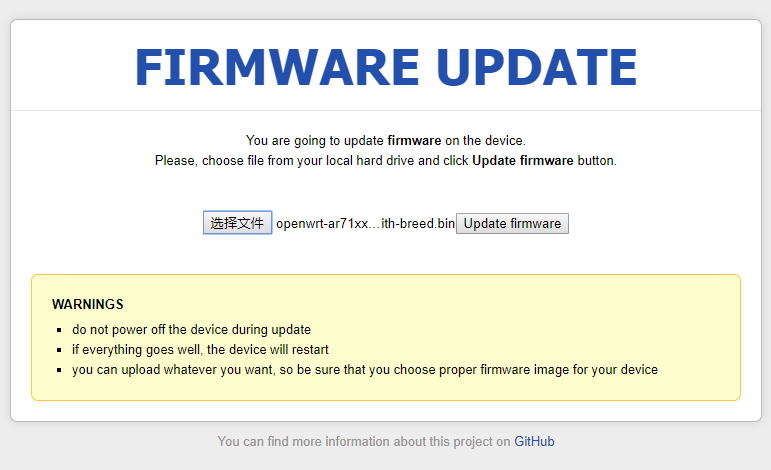 FIRMWARE UPDATE
You are going to update firmware on the device.
Please, choose file from your local hard drive and click Update firmware button.
选择文件 openwrt-ar71xx...ith-breed.bin Update firmware
WARNINGS
do not power off the device during update
if everything goes well, the device will restart
you can upload whatever you want, so be sure that you choose proper firmware image for your device
You can find more information about this project on GitHub